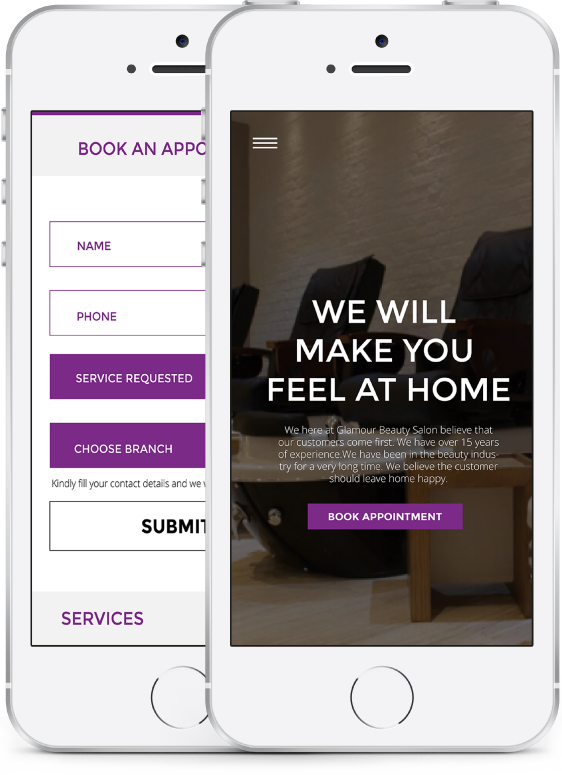 BOOK AN APPO
NAME
PHONE
SERVICE REQUESTED
CHOOSE BRANCH
Kindly fill your contact details and we
SUBMIT
SERVICES
WE WILL
MAKE YOU
FEEL AT HOME
We here at Glamour Beauty Salon believe that
our customers come first. We have over 15 years
of experience.We have been in the beauty indus-
try for a very long time. We believe the customer
should leave home happy.
BOOK APPOINTMENT